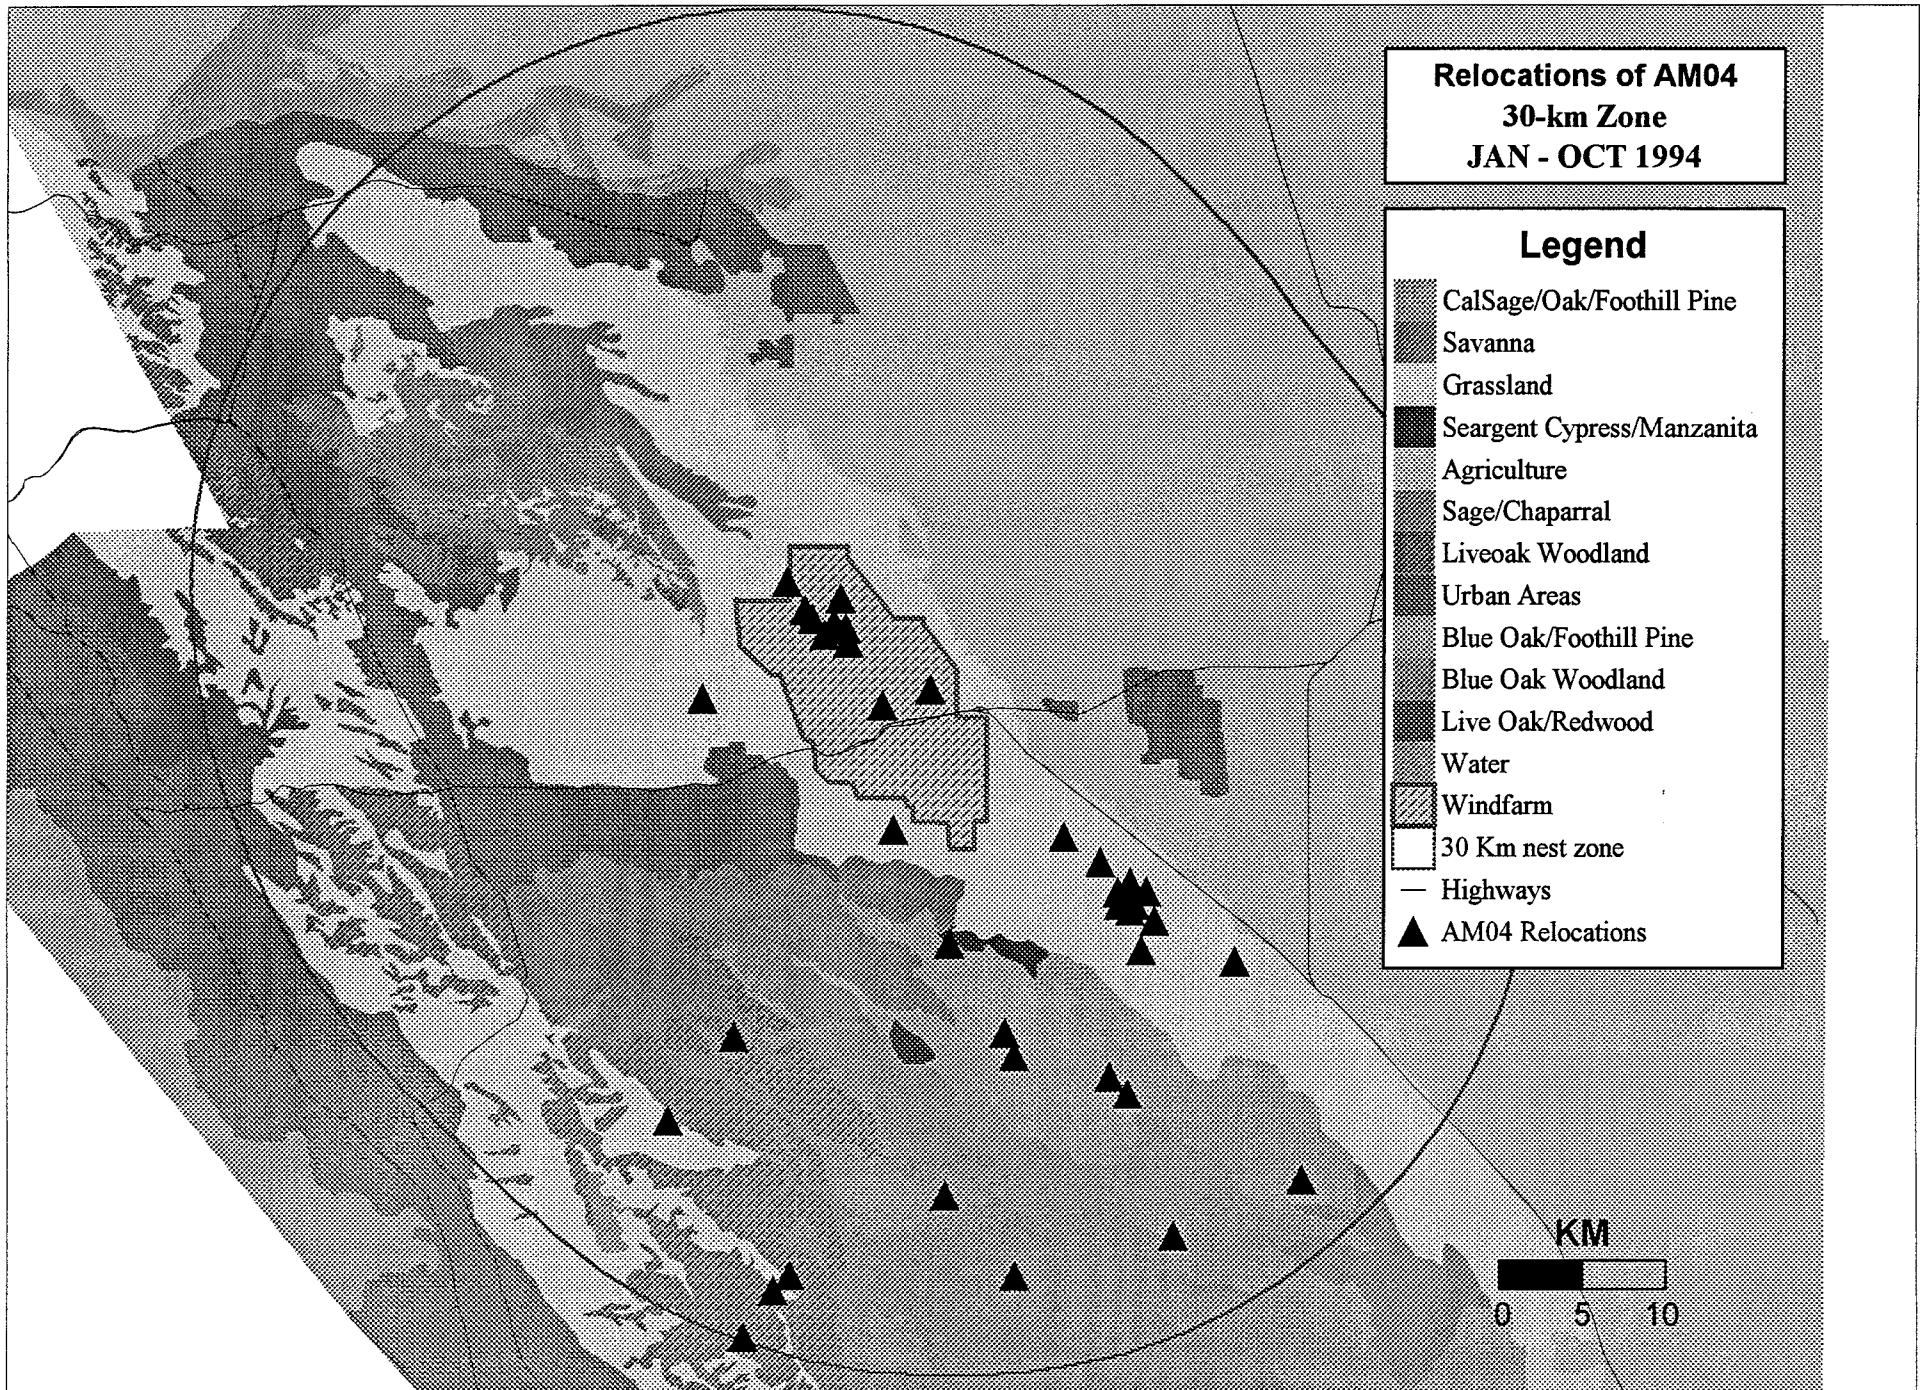 Relocations of AM04
30-km Zone
JAN - OCT 1994
Legend
CalSage/Oak/Foothill Pine
Savanna
Grassland
Seargent Cypress/Manzanita
Agriculture
Sage/Chaparral
Liveoak Woodland
Urban Areas
Blue Oak/Foothill Pine
Blue Oak Woodland
Live Oak/Redwood
Water
Windfarm
30 Km nest zone
Highways
AM04 Relocations
KM
0 5 10